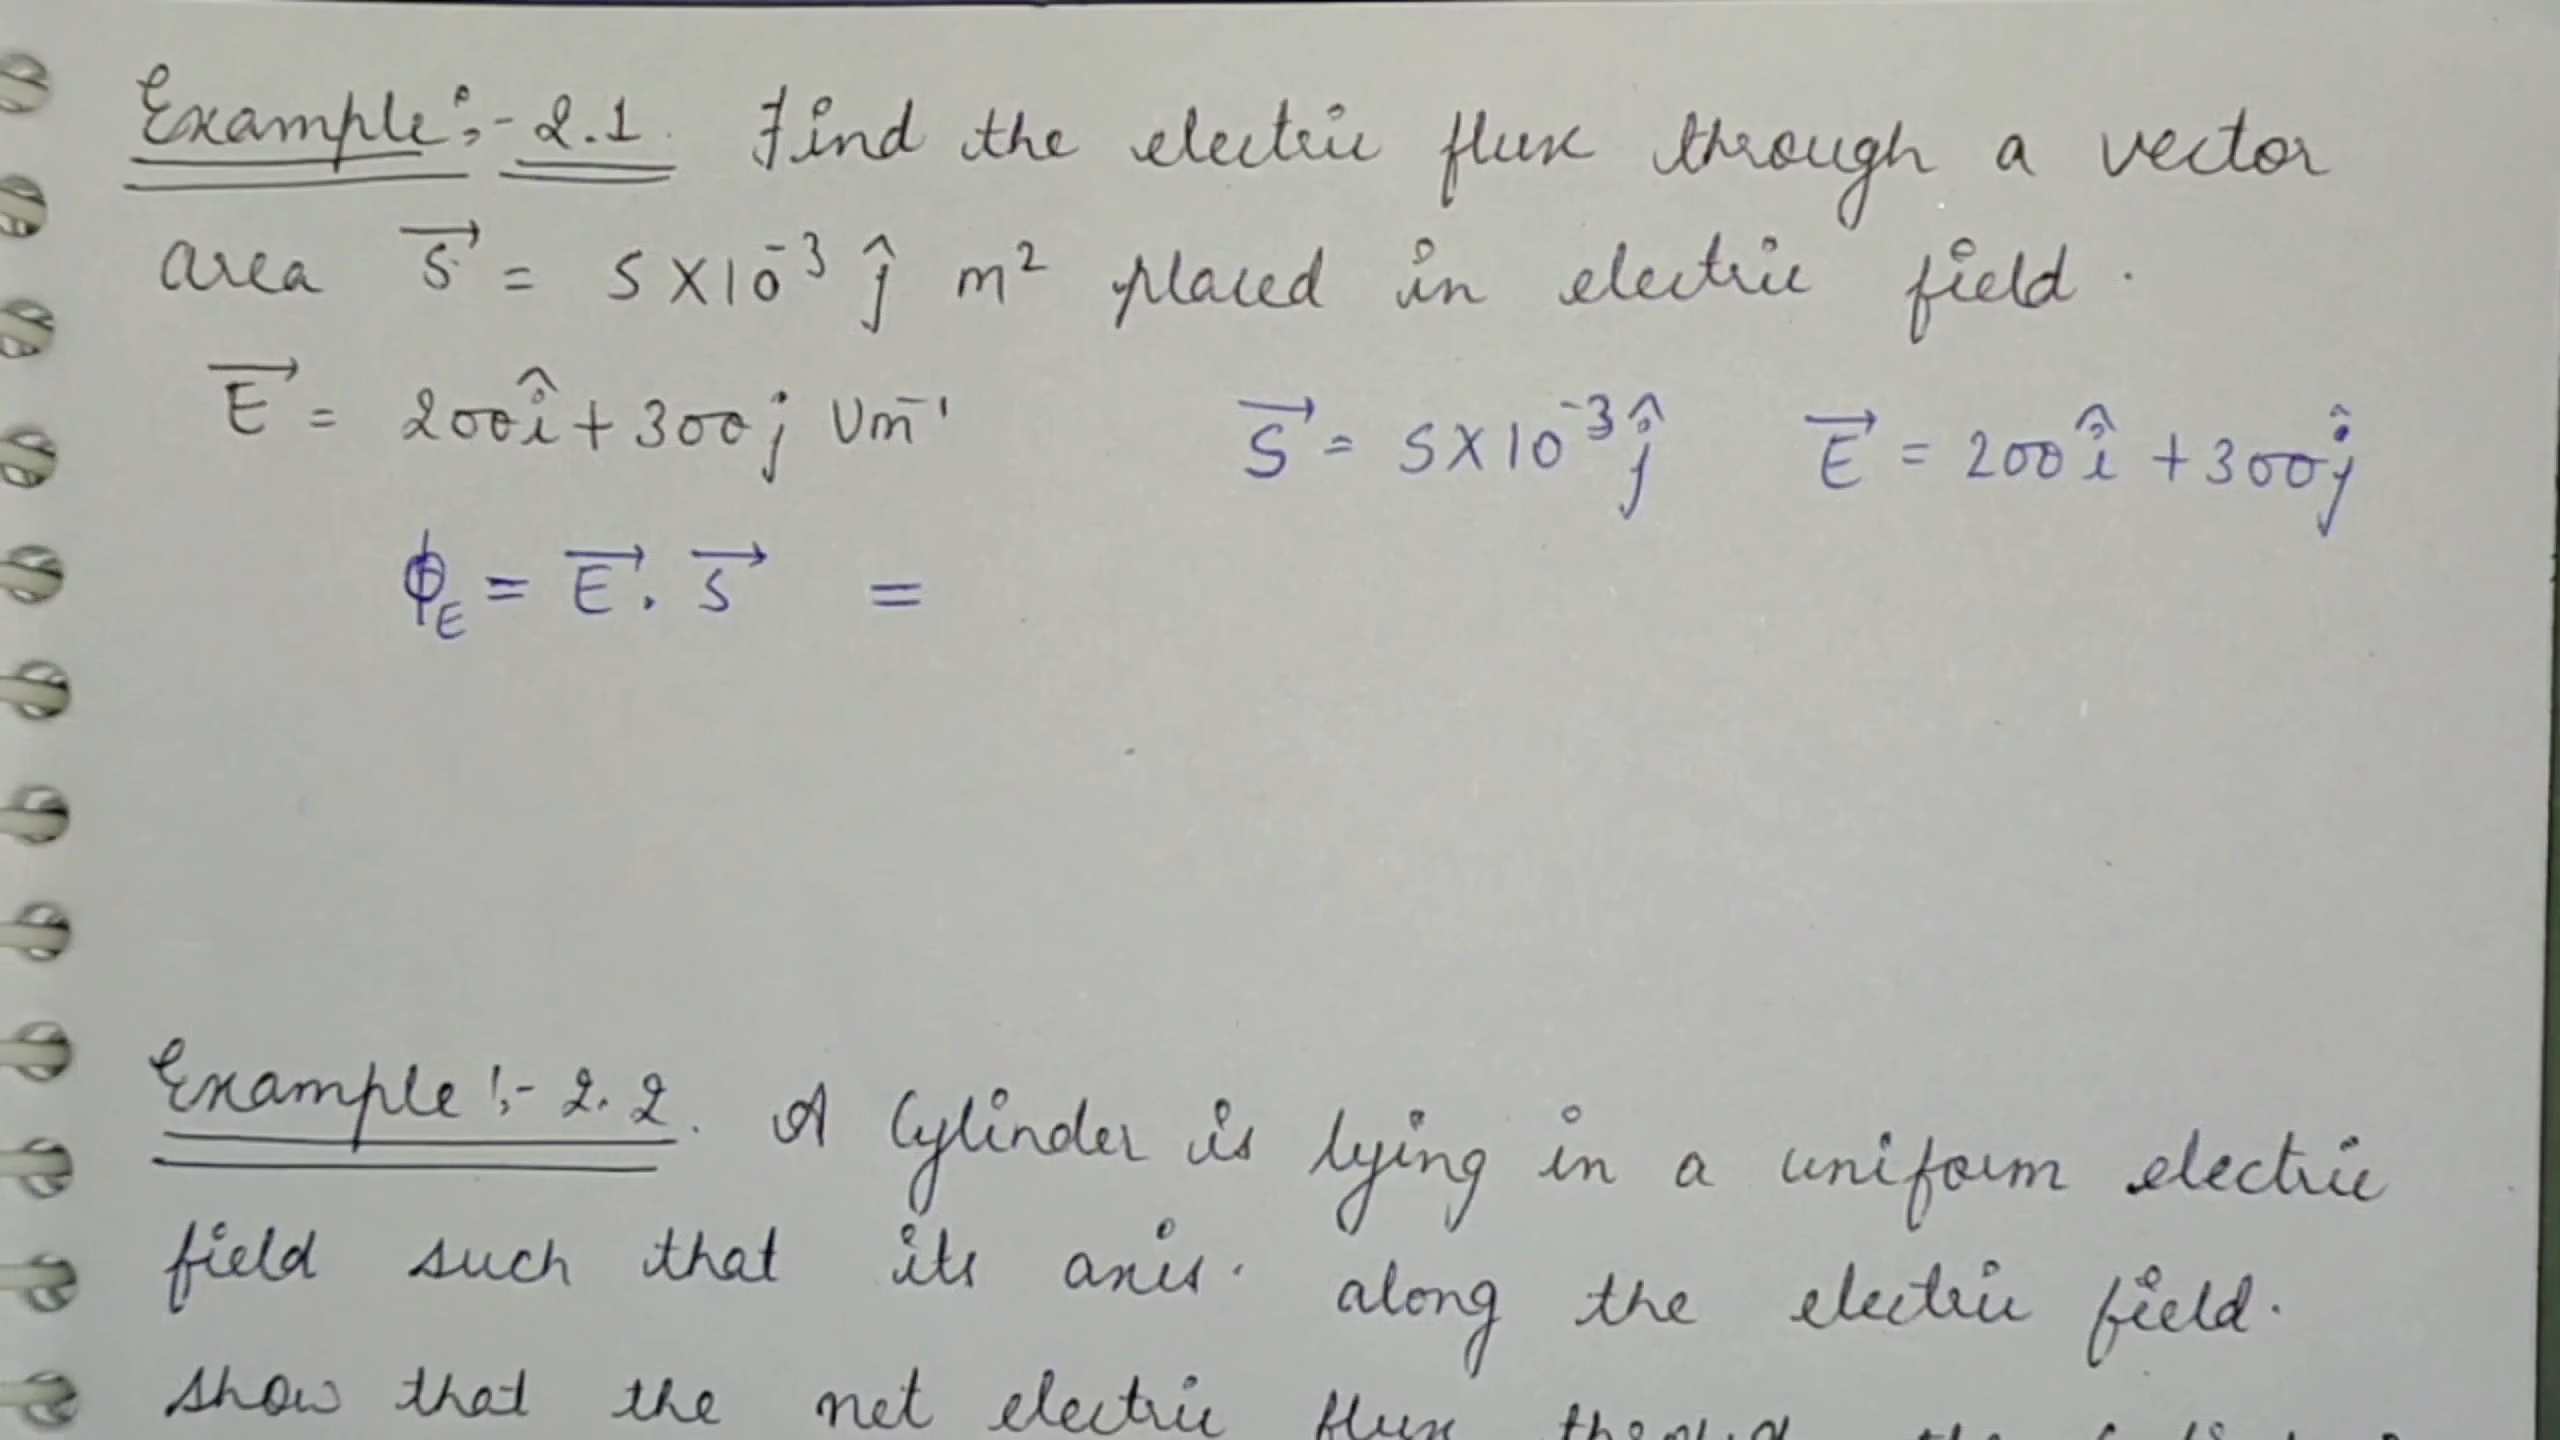 Example:- 2.1. Find the electric flux through a vector
area S⃗ = 5×10⁻³ ĵ m² placed in electric field.
E⃗ = 200î + 300j Vm⁻¹
S⃗ = 5×10⁻³ ĵ E⃗ = 200î + 300ĵ
ϕ_E = E⃗ . S⃗ =
Example :- 2.2. A Cylinder is lying in a uniform electric
field such that its axis. along the electric field.
show that the net electric flux